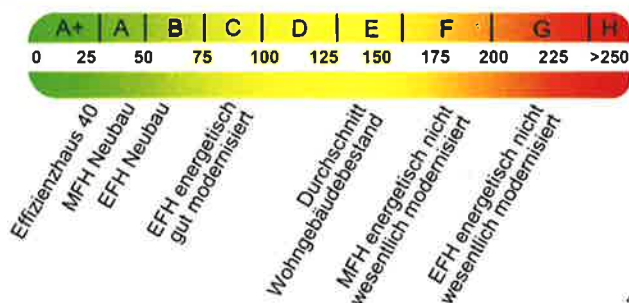 A+ A B C D E F G H
0 25 50 75 100 125 150 175 200 225 >250
Effizienzhaus 40
MFH Neubau
EFH Neubau
EFH energetisch
gut modernisiert
Durchschnitt
Wohngebäudebestand
MFH energetisch nicht
wesentlich modernisiert
EFH energetisch nicht
wesentlich modernisiert